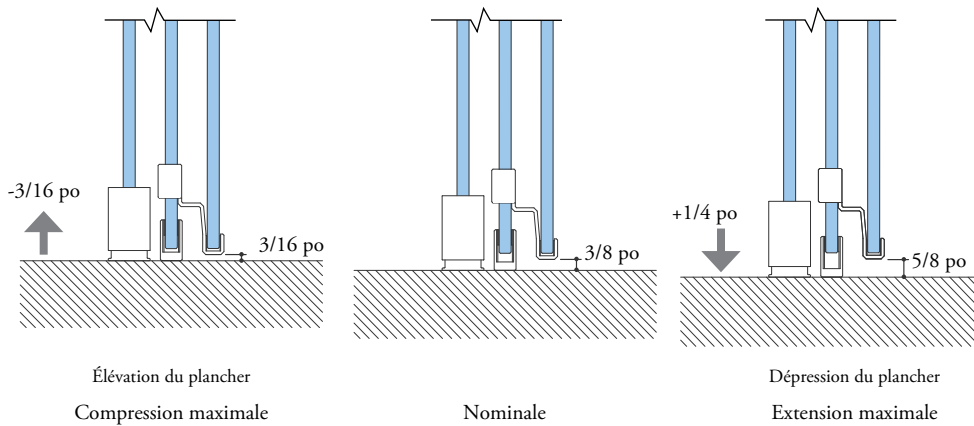 -3/16 po
3/16 po
3/8 po
+1/4 po
5/8 po
Élévation du plancher
Compression maximale
Nominale
Dépression du plancher
Extension maximale